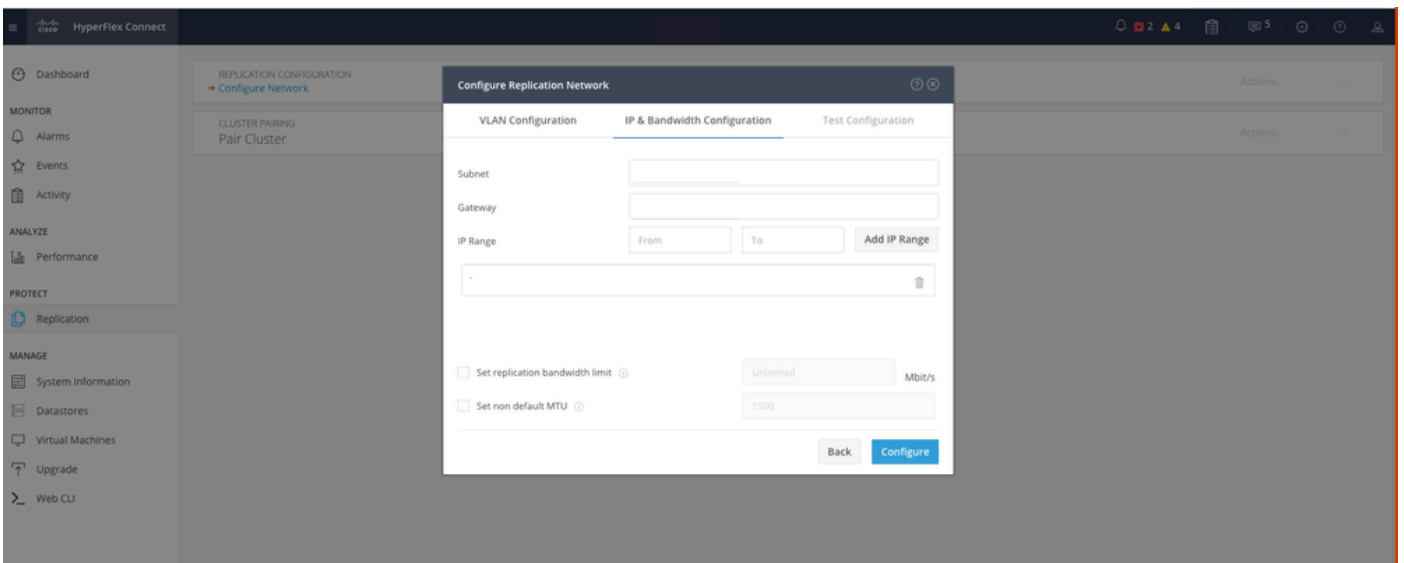 cisco HyperFlex Connect 2 4 5
Dashboard
MONITOR
Alarms
Events
Activity
ANALYZE
Performance
PROTECT
Replication
MANAGE
System Information
Datastores
Virtual Machines
Upgrade
Web CLI
REPLICATION CONFIGURATION
Configure Network
Actions
CLUSTER PAIRING
Pair Cluster
Actions
Configure Replication Network
VLAN Configuration IP & Bandwidth Configuration Test Configuration
Subnet
Gateway
IP Range From To Add IP Range
-
Set replication bandwidth limit Unlimited Mbit/s
Set non default MTU 1500
Back Configure